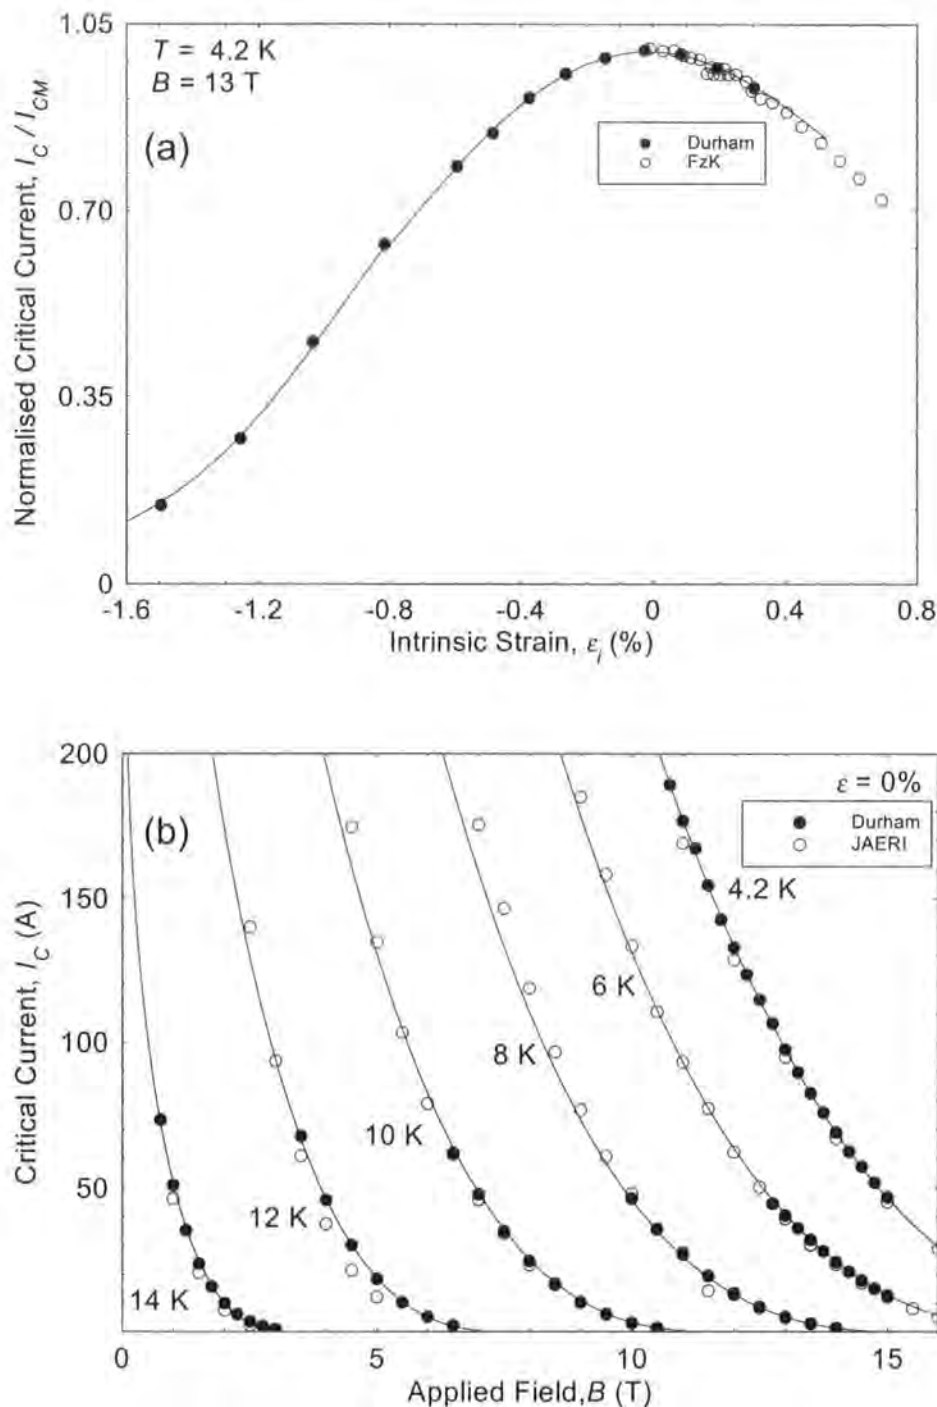 1.05
T = 4.2 K
B = 13 T
(a)
Durham
FzK
0.70
0.35
0
-1.6 -1.2 -0.8 -0.4 0 0.4 0.8
Normalised Critical Current, I_C / I_CM
Intrinsic Strain, ε_i (%)
200
ε = 0%
(b)
Durham
JAERI
4.2 K
150
6 K
100
8 K
10 K
50
12 K
14 K
0 5 10 15
Critical Current, I_C (A)
Applied Field,B (T)